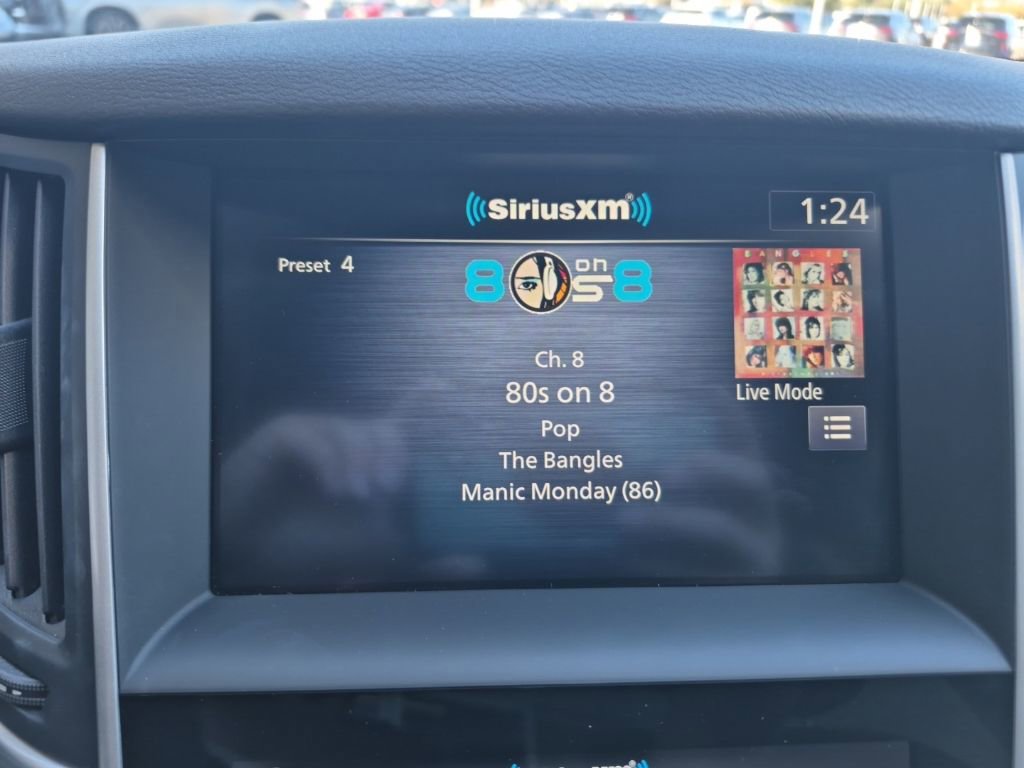 SiriusXM®
1:24
Preset 4
80s on 8
BANGLES
Ch. 8
80s on 8
Live Mode
Pop
The Bangles
Manic Monday (86)